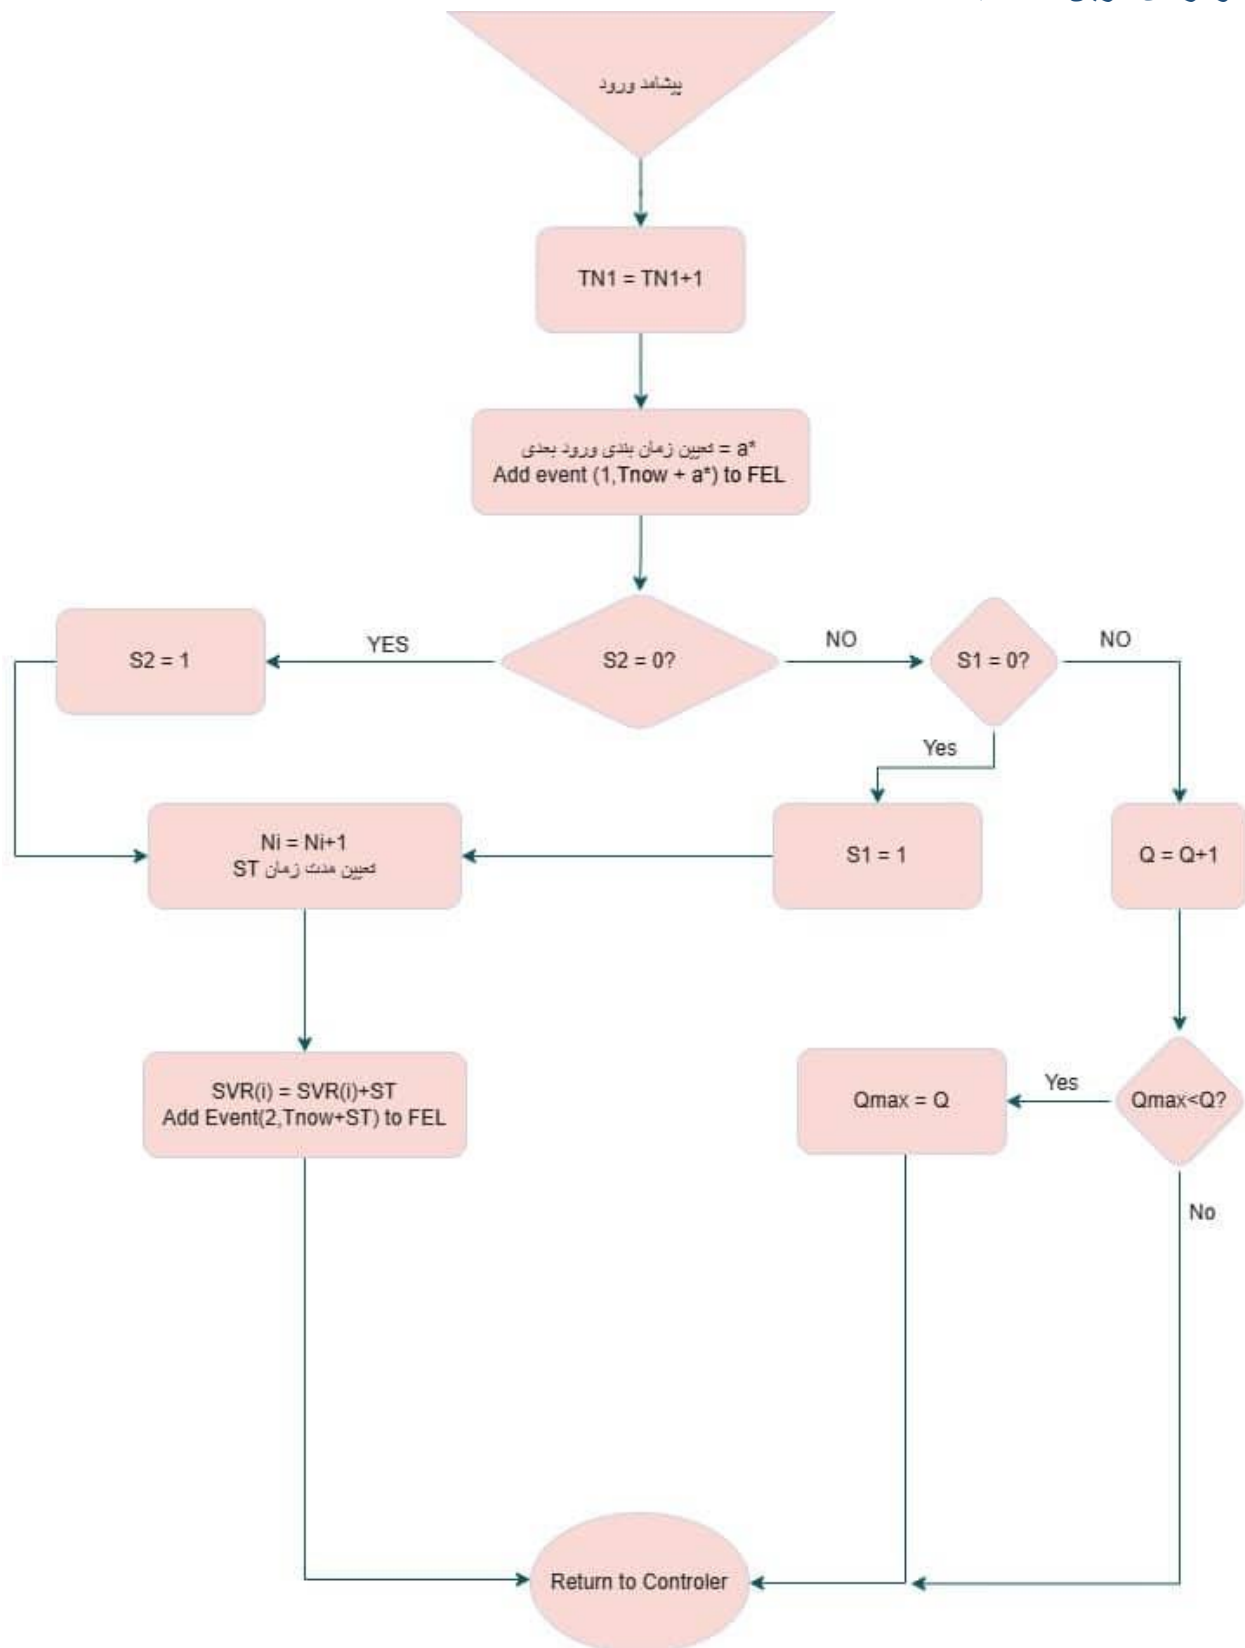 پیشامد ورود
TN1 = TN1+1
تعیین زمان بندی ورود بعدی = a*
Add event (1,Tnow + a*) to FEL
S2 = 1
YES
S2 = 0?
NO
S1 = 0?
NO
Yes
Ni = Ni+1
تعیین مدت زمان ST
S1 = 1
Q = Q+1
SVR(i) = SVR(i)+ST
Add Event(2,Tnow+ST) to FEL
Qmax = Q
Yes
Qmax<Q?
No
Return to Controler